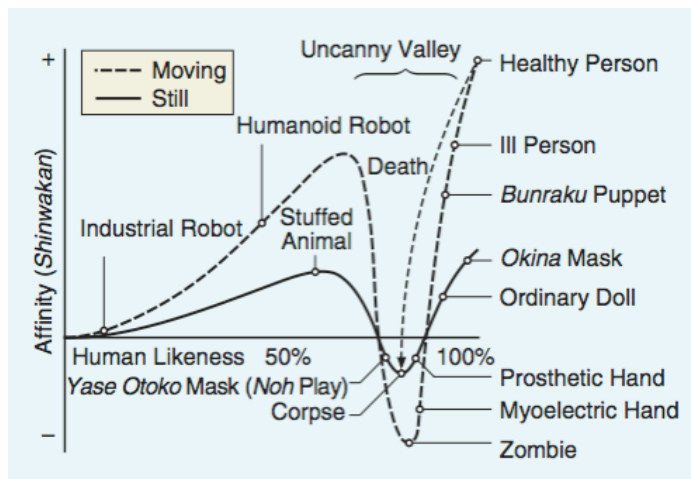 +
Uncanny Valley
Moving
Still
Healthy Person
Humanoid Robot
Ill Person
Death
Bunraku Puppet
Industrial Robot
Stuffed
Animal
Okina Mask
Ordinary Doll
Affinity (Shinwakan)
Human Likeness 50% 100%
Yase Otoko Mask (Noh Play)
Prosthetic Hand
Corpse
Myoelectric Hand
−
Zombie